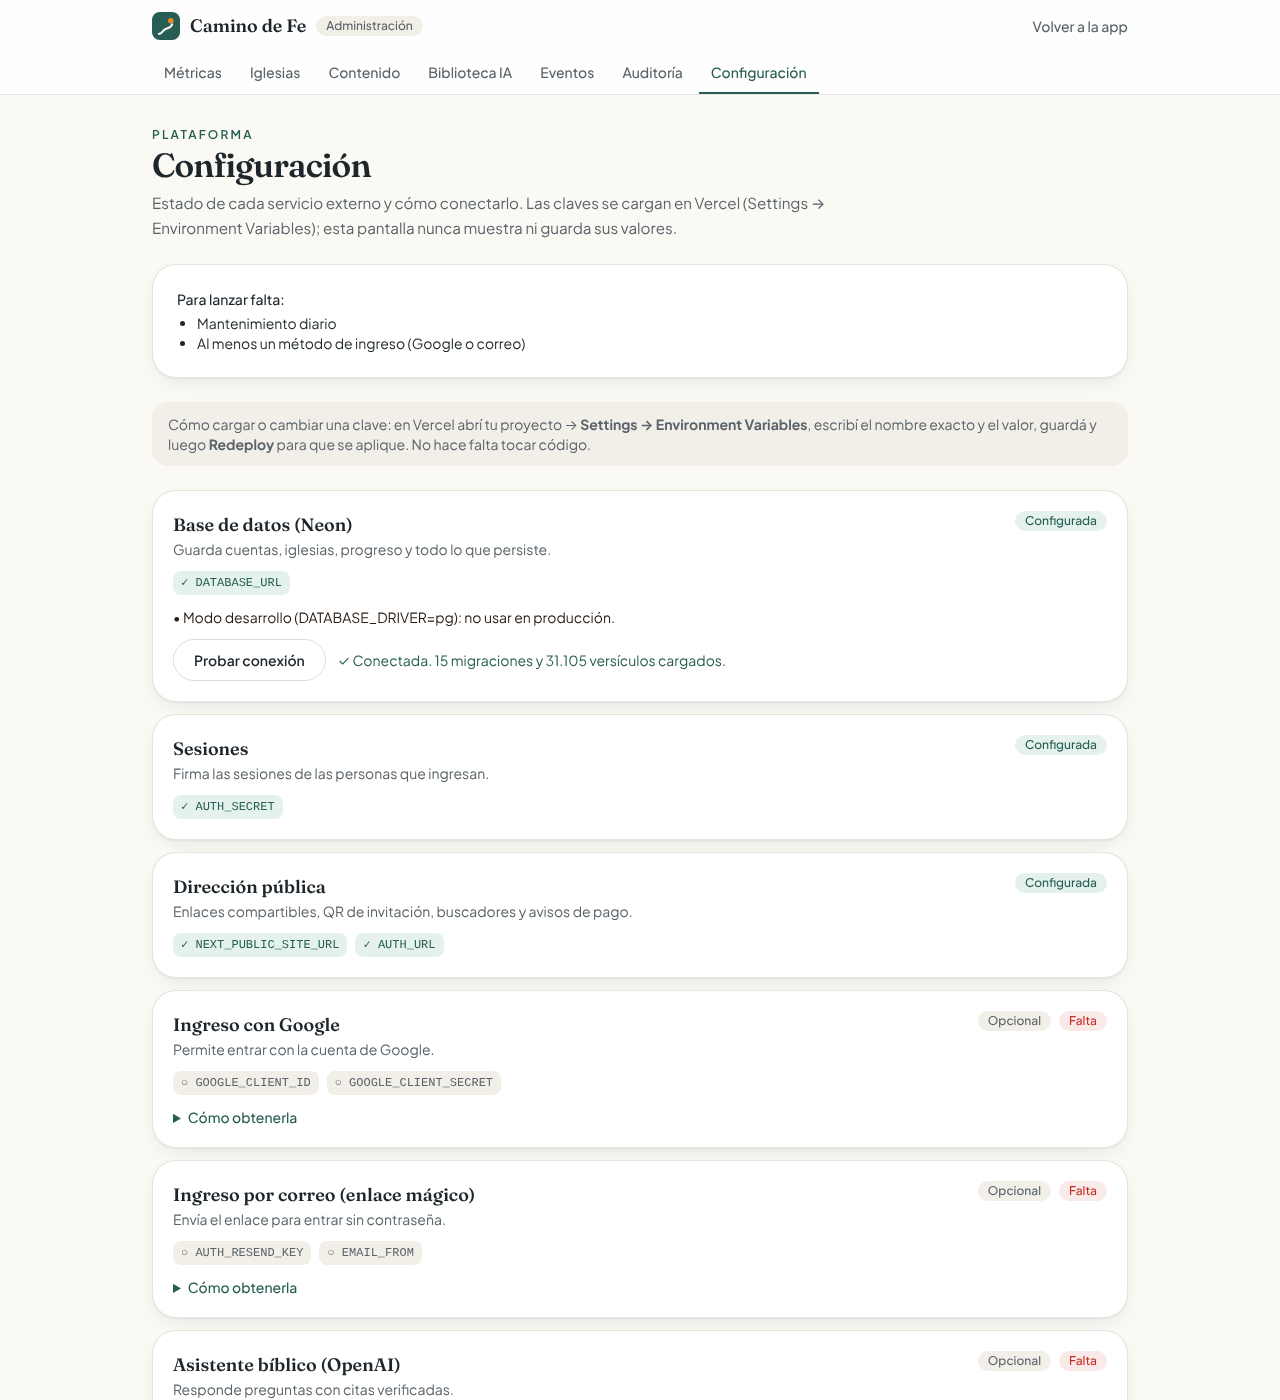 Camino de Fe
Administración
Volver a la app
Métricas
Iglesias
Contenido
Biblioteca IA
Eventos
Auditoría
Configuración
PLATAFORMA
Configuración
Estado de cada servicio externo y cómo conectarlo. Las claves se cargan en Vercel (Settings →
Environment Variables); esta pantalla nunca muestra ni guarda sus valores.
Para lanzar falta:
• Mantenimiento diario
• Al menos un método de ingreso (Google o correo)
Cómo cargar o cambiar una clave: en Vercel abrí tu proyecto → Settings → Environment Variables, escribí el nombre exacto y el valor, guardá y
luego Redeploy para que se aplique. No hace falta tocar código.
Base de datos (Neon)
Configurada
Guarda cuentas, iglesias, progreso y todo lo que persiste.
✓ DATABASE_URL
• Modo desarrollo (DATABASE_DRIVER=pg): no usar en producción.
Probar conexión
✓ Conectada. 15 migraciones y 31.105 versículos cargados.
Sesiones
Configurada
Firma las sesiones de las personas que ingresan.
✓ AUTH_SECRET
Dirección pública
Configurada
Enlaces compartibles, QR de invitación, buscadores y avisos de pago.
✓ NEXT_PUBLIC_SITE_URL
✓ AUTH_URL
Ingreso con Google
Opcional
Falta
Permite entrar con la cuenta de Google.
○ GOOGLE_CLIENT_ID
○ GOOGLE_CLIENT_SECRET
▶ Cómo obtenerla
Ingreso por correo (enlace mágico)
Opcional
Falta
Envía el enlace para entrar sin contraseña.
○ AUTH_RESEND_KEY
○ EMAIL_FROM
▶ Cómo obtenerla
Asistente bíblico (OpenAI)
Opcional
Falta
Responde preguntas con citas verificadas.